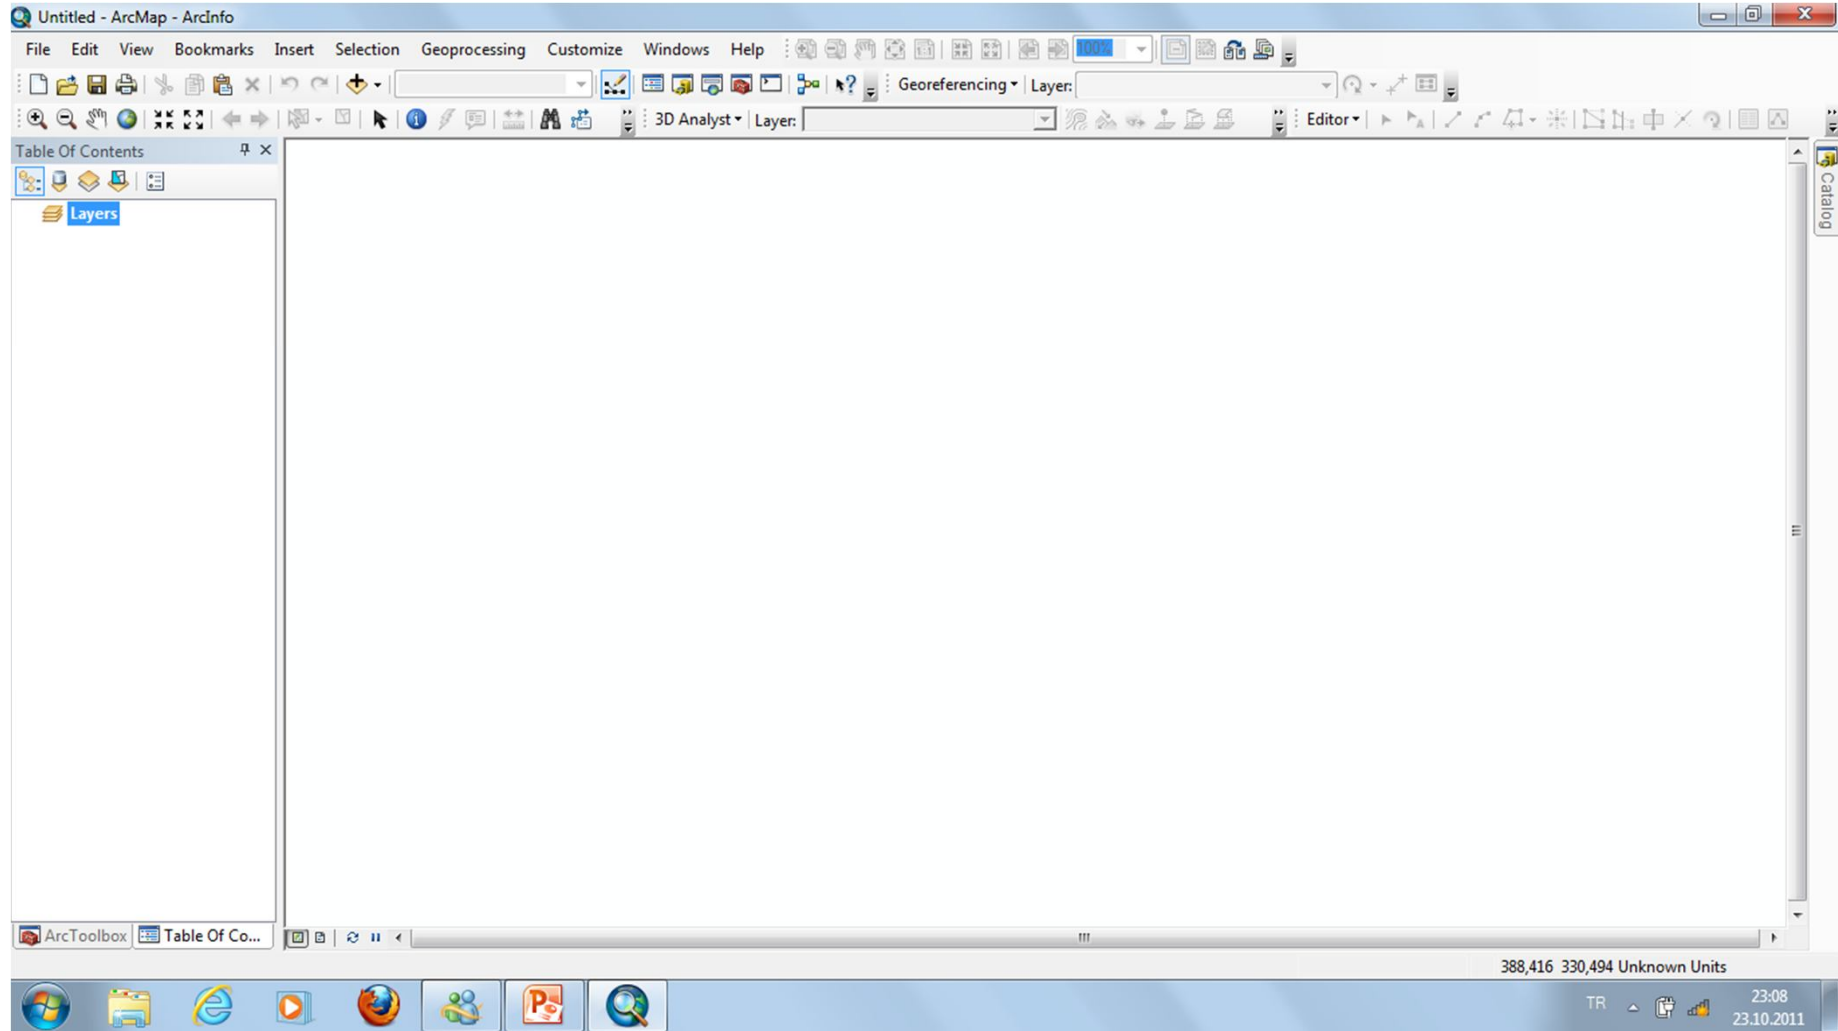 Untitled - ArcMap - ArcInfo
File Edit View Bookmarks Insert Selection Geoprocessing Customize Windows Help 100%
Georeferencing Layer:
3D Analyst Layer: Editor
Table Of Contents
Layers
Catalog
ArcToolbox Table Of Co...
388,416 330,494 Unknown Units
TR 23:08
23.10.2011